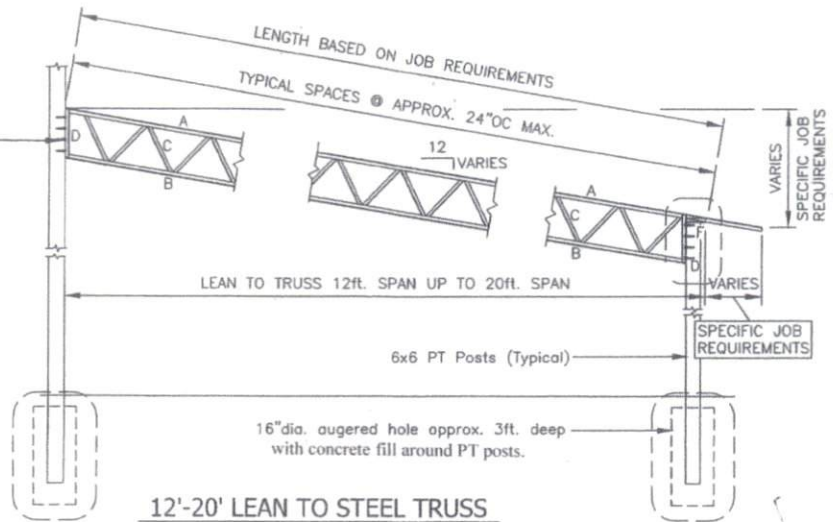 LENGTH BASED ON JOB REQUIREMENTS
TYPICAL SPACES @ APPROX. 24"OC MAX.
A
D
C
B
12
VARIES
A
C
B
D
VARIES
SPECIFIC JOB
REQUIREMENTS
LEAN TO TRUSS 12ft. SPAN UP TO 20ft. SPAN
VARIES
SPECIFIC JOB
REQUIREMENTS
6x6 PT Posts (Typical)
16"dia. augered hole approx. 3ft. deep
with concrete fill around PT posts.
12'-20' LEAN TO STEEL TRUSS